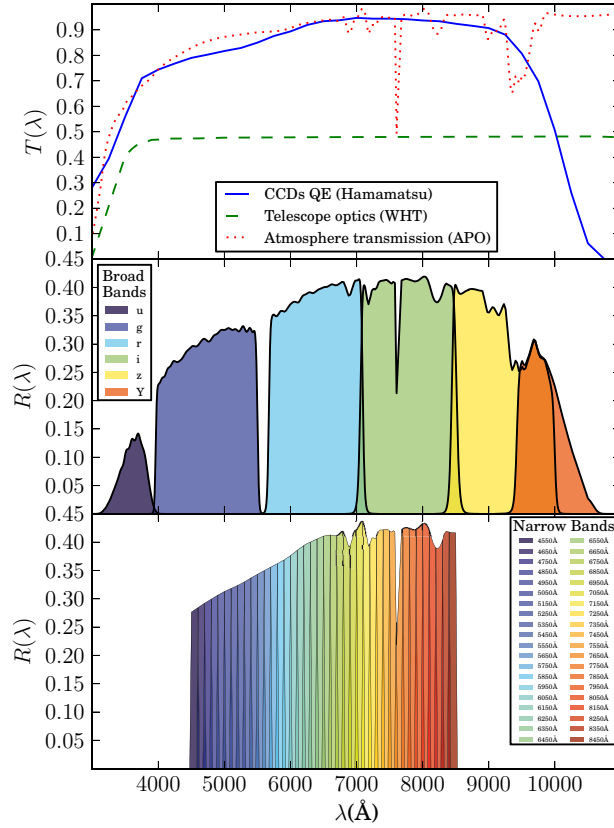 0.9
0.8
0.7
0.6
0.5
0.4
0.3
0.2
0.1
T(λ)
CCDs QE (Hamamatsu)
Telescope optics (WHT)
Atmosphere transmission (APO)
0.45
0.40
0.35
0.30
0.25
0.20
0.15
0.10
0.05
R(λ)
Broad
Bands
u
g
r
i
z
Y
0.45
0.40
0.35
0.30
0.25
0.20
0.15
0.10
0.05
R(λ)
Narrow Bands
4550Å 6550Å
4650Å 6650Å
4750Å 6750Å
4850Å 6850Å
4950Å 6950Å
5050Å 7050Å
5150Å 7150Å
5250Å 7250Å
5350Å 7350Å
5450Å 7450Å
5550Å 7550Å
5650Å 7650Å
5750Å 7750Å
5850Å 7850Å
5950Å 7950Å
6050Å 8050Å
6150Å 8150Å
6250Å 8250Å
6350Å 8350Å
6450Å 8450Å
4000 5000 6000 7000 8000 9000 10000
λ(Å)